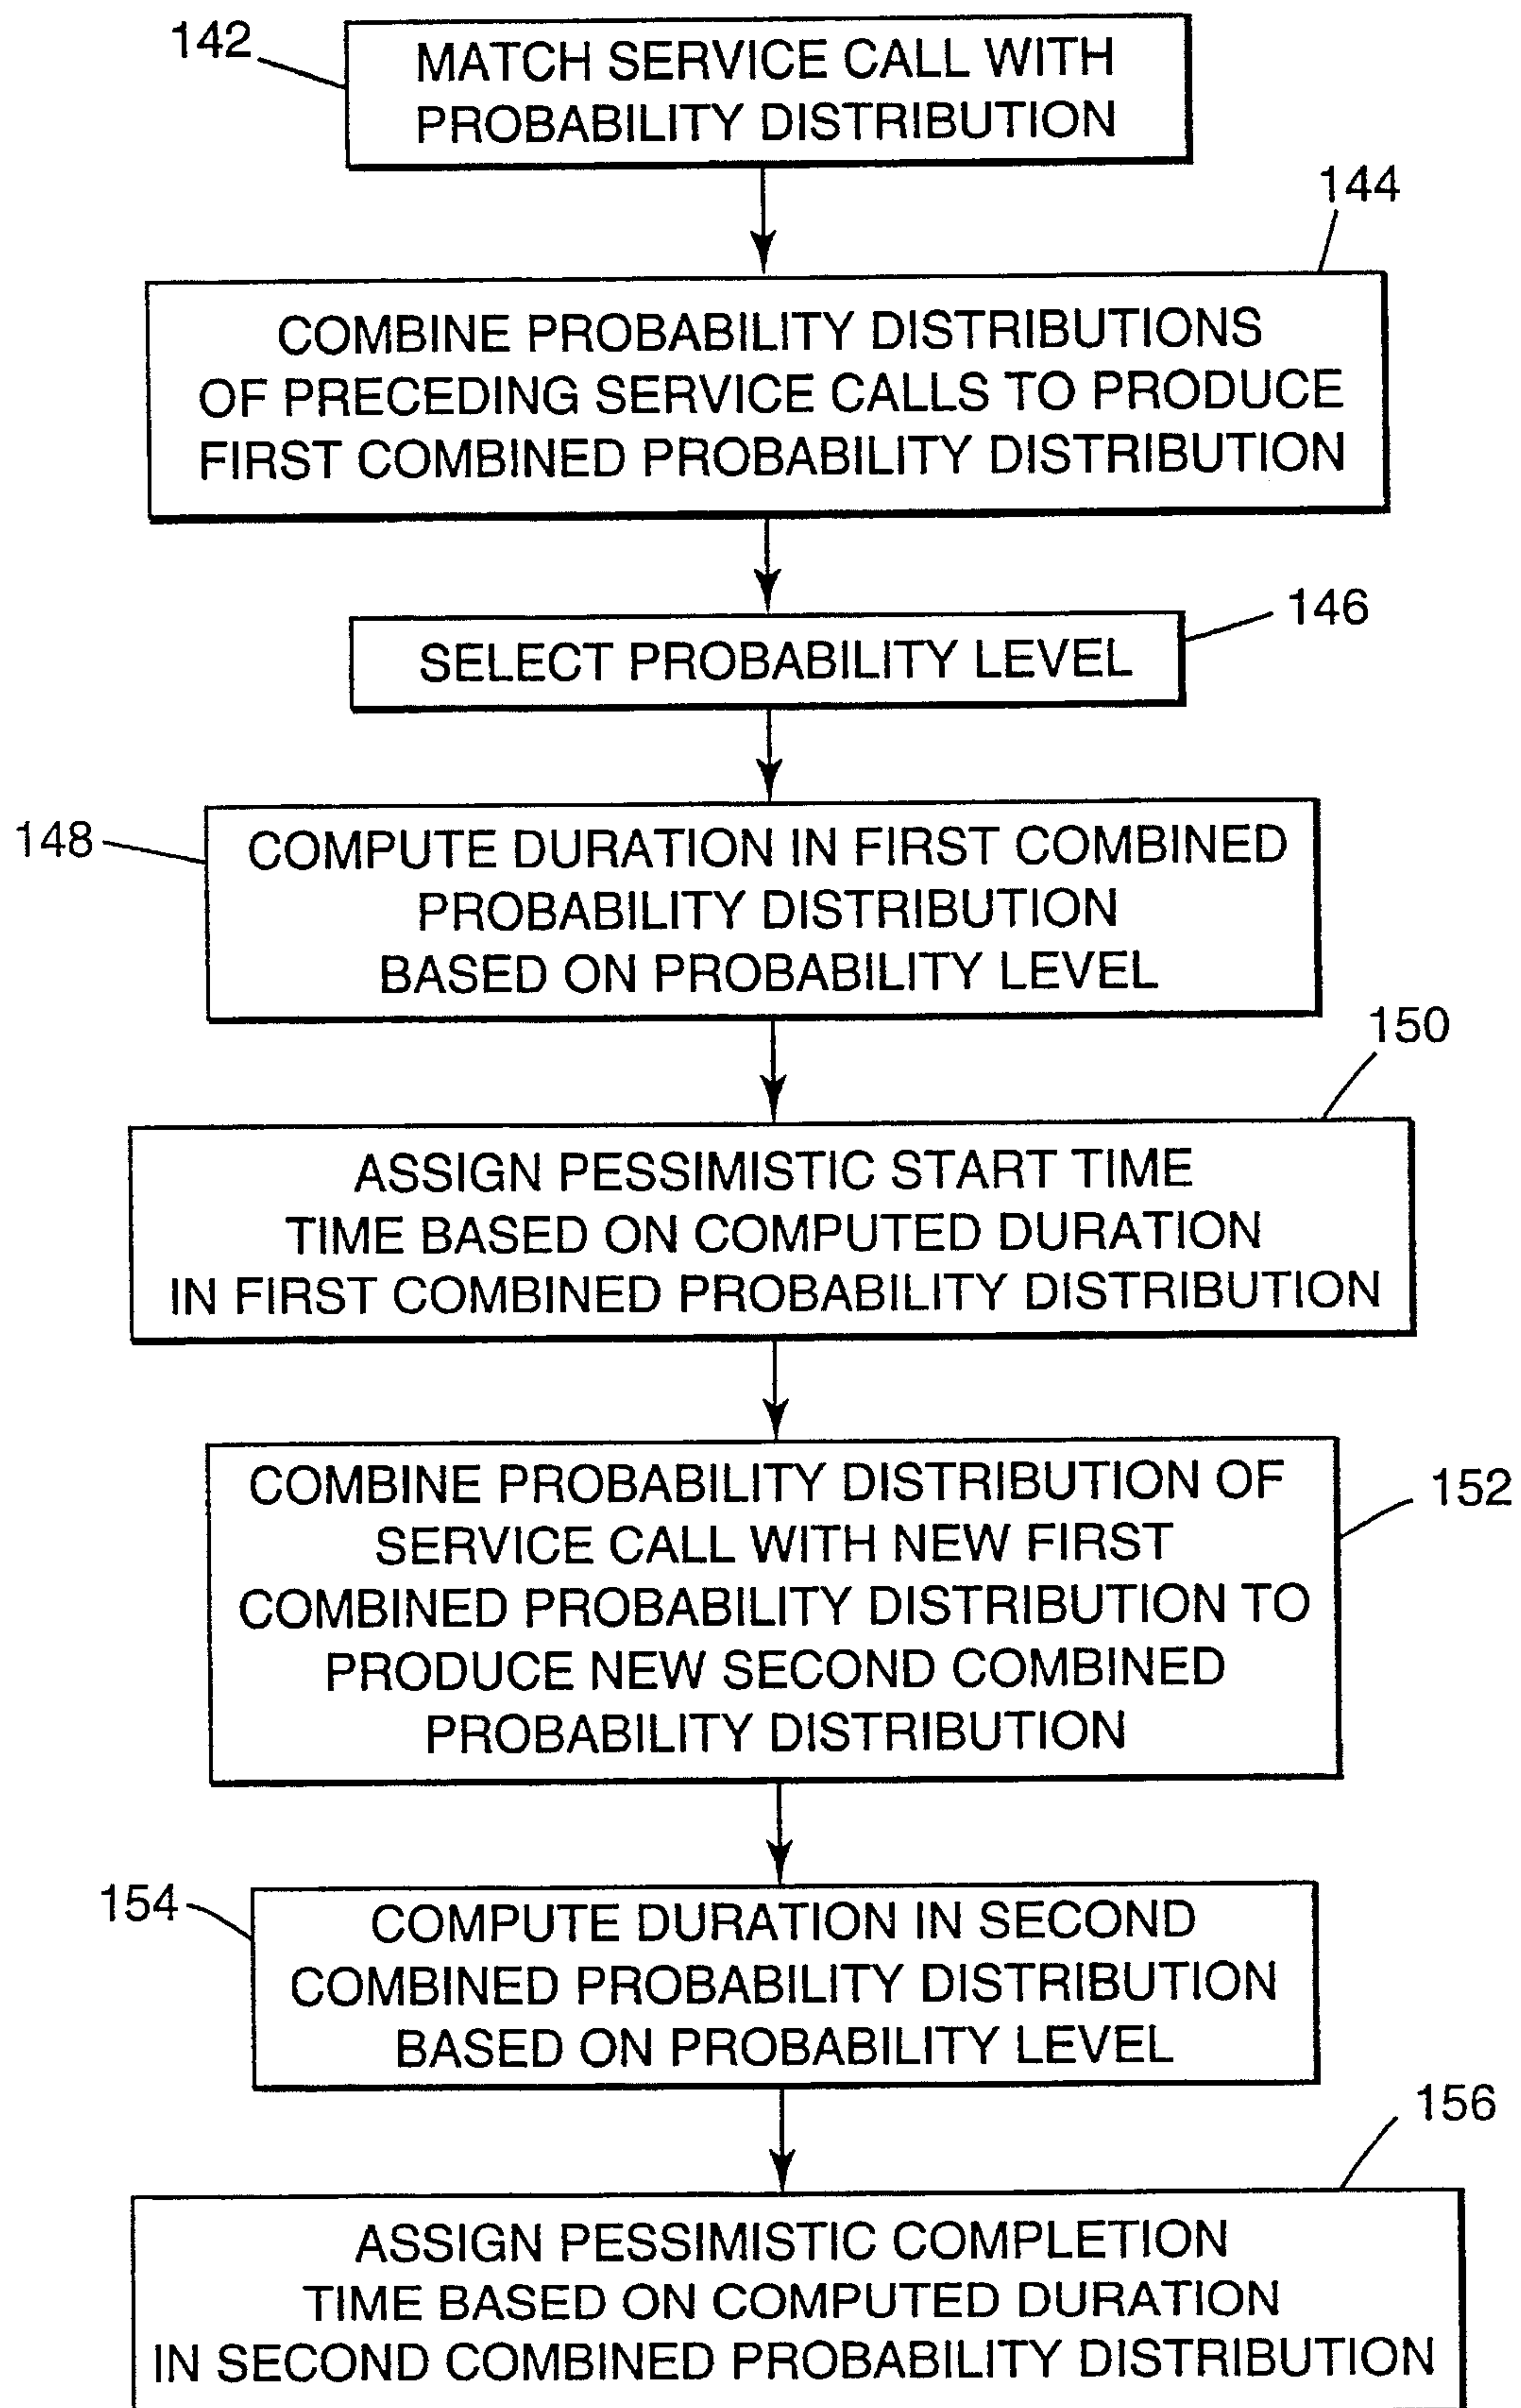 142
MATCH SERVICE CALL WITH
PROBABILITY DISTRIBUTION
144
COMBINE PROBABILITY DISTRIBUTIONS
OF PRECEDING SERVICE CALLS TO PRODUCE
FIRST COMBINED PROBABILITY DISTRIBUTION
146
SELECT PROBABILITY LEVEL
148
COMPUTE DURATION IN FIRST COMBINED
PROBABILITY DISTRIBUTION
BASED ON PROBABILITY LEVEL
150
ASSIGN PESSIMISTIC START TIME
TIME BASED ON COMPUTED DURATION
IN FIRST COMBINED PROBABILITY DISTRIBUTION
152
COMBINE PROBABILITY DISTRIBUTION OF
SERVICE CALL WITH NEW FIRST
COMBINED PROBABILITY DISTRIBUTION TO
PRODUCE NEW SECOND COMBINED
PROBABILITY DISTRIBUTION
154
COMPUTE DURATION IN SECOND
COMBINED PROBABILITY DISTRIBUTION
BASED ON PROBABILITY LEVEL
156
ASSIGN PESSIMISTIC COMPLETION
TIME BASED ON COMPUTED DURATION
IN SECOND COMBINED PROBABILITY DISTRIBUTION